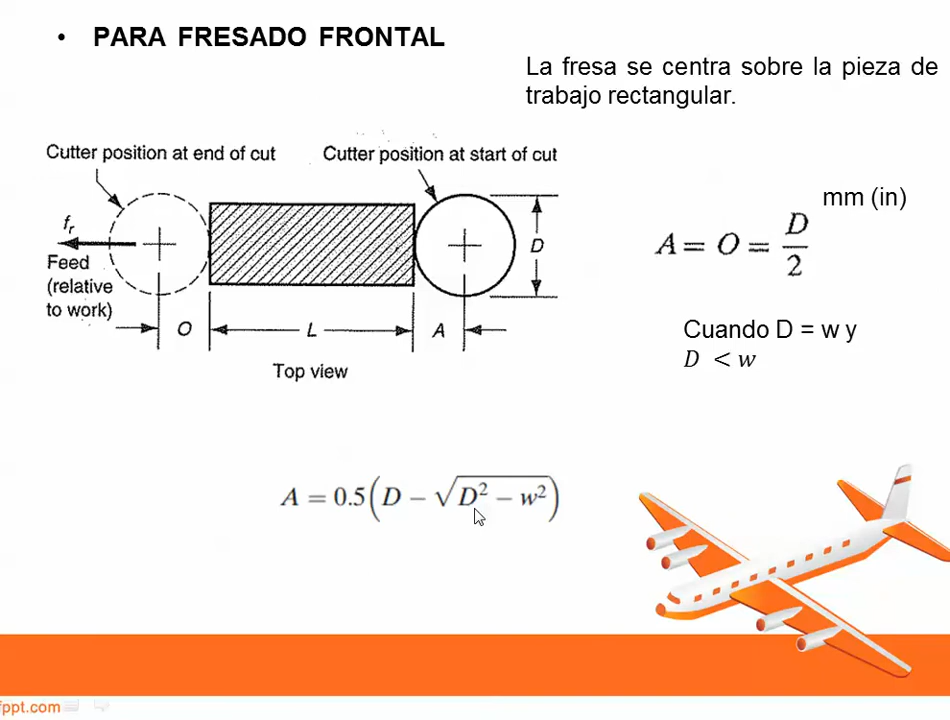 • PARA FRESADO FRONTAL
La fresa se centra sobre la pieza de
trabajo rectangular.
Cutter position at end of cut
Cutter position at start of cut
fr
Feed
(relative
to work)
D
O
L
A
Top view
mm (in)
A = O = D/2
Cuando D = w y
D < w
A = 0.5(D − √(D² − w²))
fppt.com